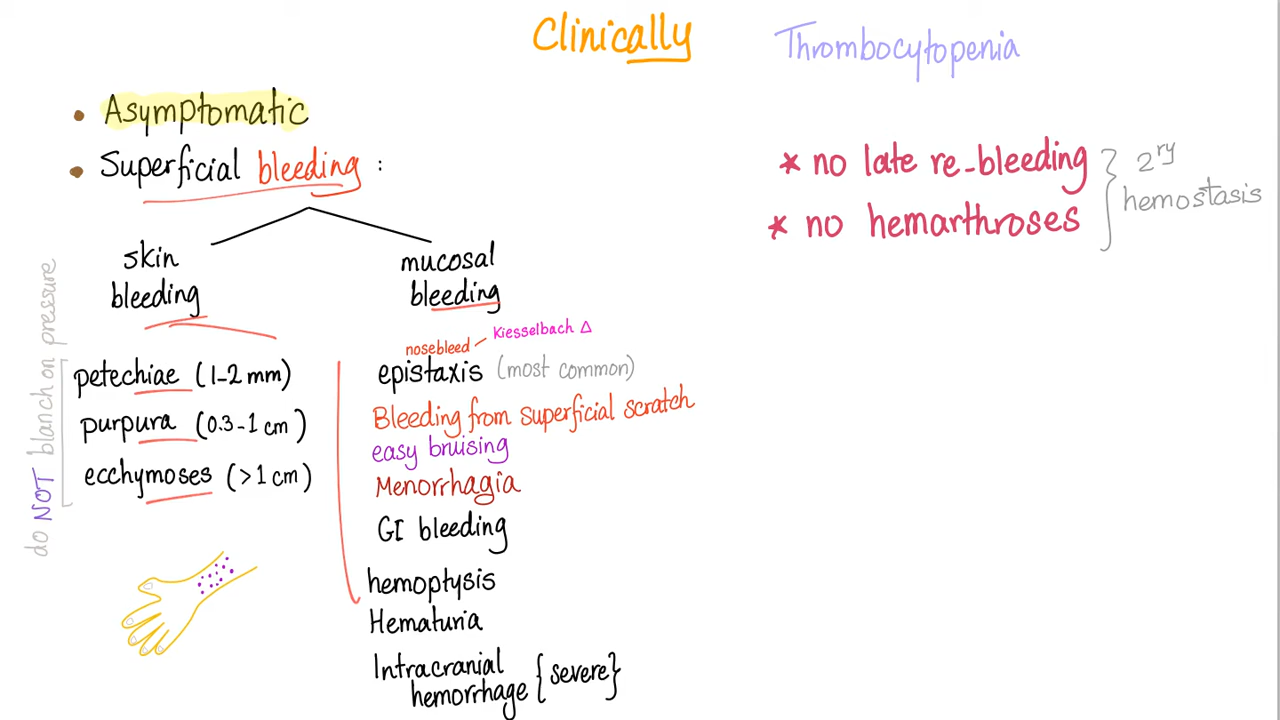 Clinically
Thrombocytopenia
• Asymptomatic
• Superficial bleeding :
* no late re-bleeding
* no hemarthroses
2ry
hemostasis
skin
bleeding
do NOT blanch on pressure
petechiae (1-2 mm)
purpura (0.3-1 cm)
ecchymoses (>1 cm)
mucosal
bleeding
nosebleed
Kiesselbach Δ
epistaxis (most common)
Bleeding from superficial scratch
easy bruising
Menorrhagia
GI bleeding
hemoptysis
Hematuria
Intracranial
hemorrhage {severe}